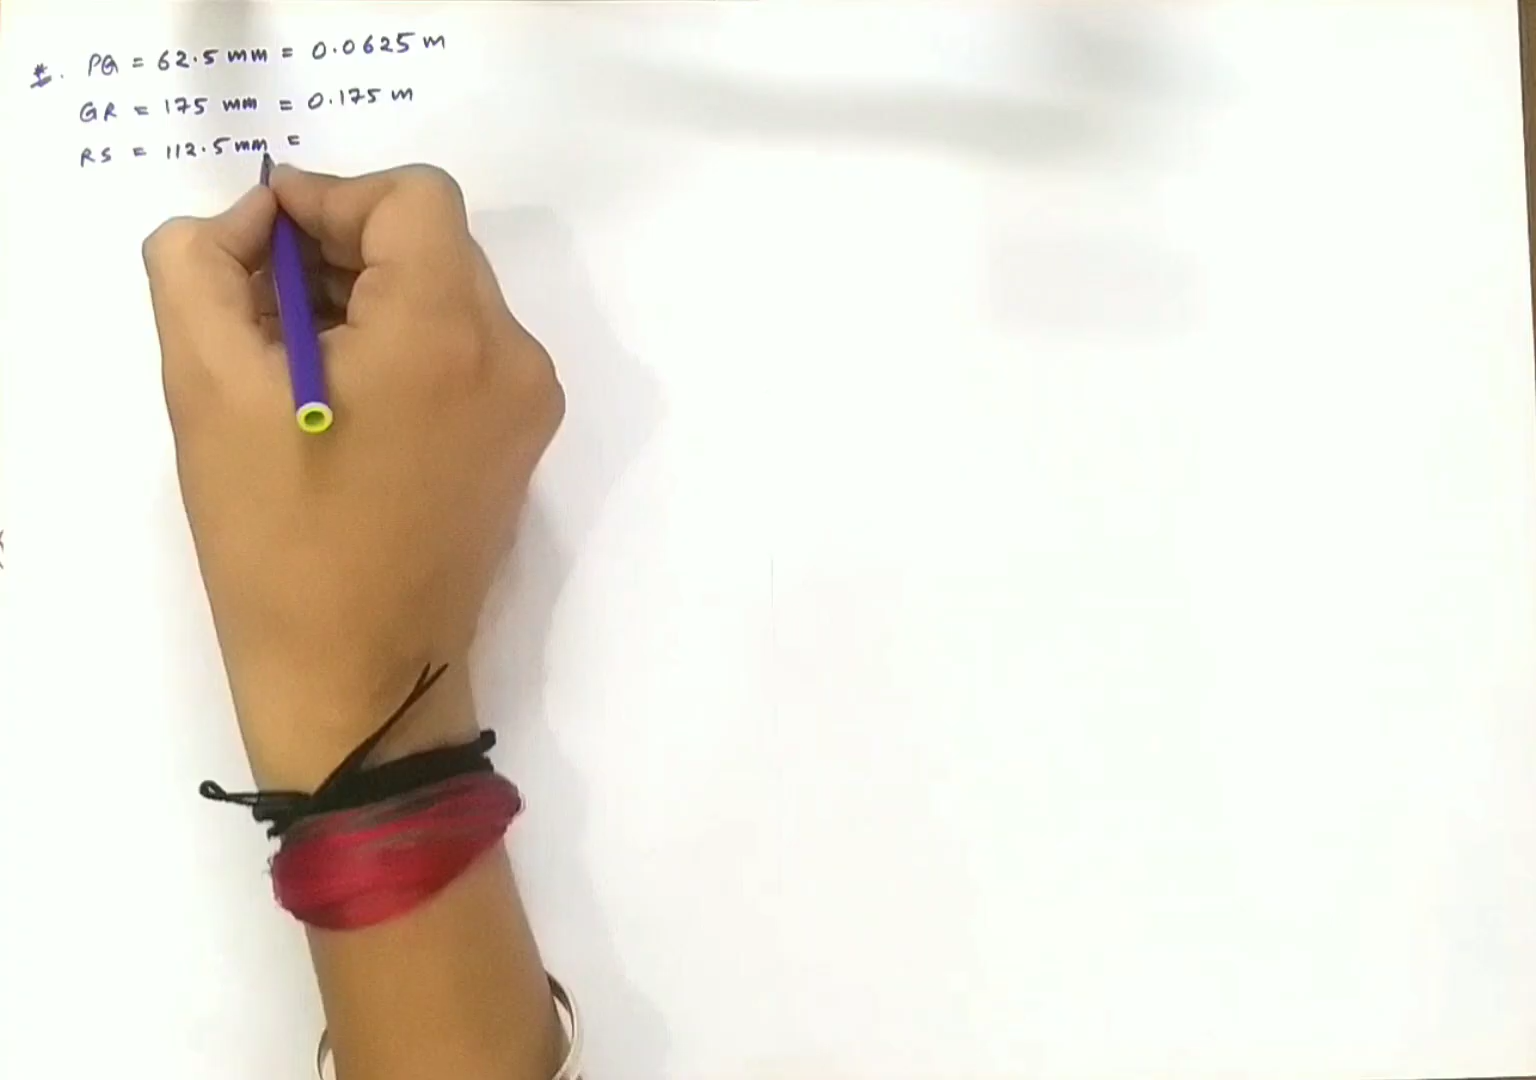 *. PQ = 62.5 mm = 0.0625 m
QR = 175 mm = 0.175 m
RS = 112.5 mm =